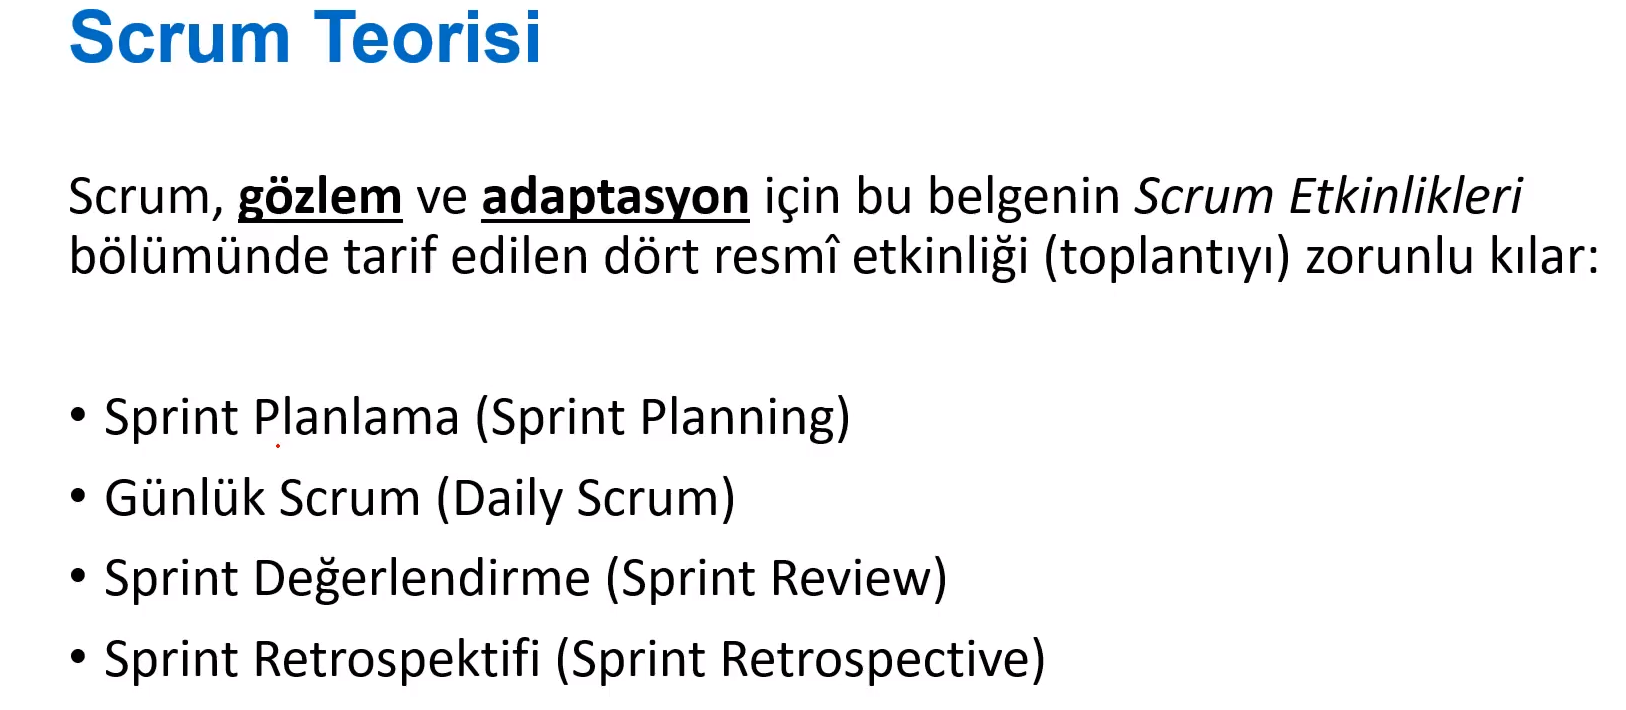 Scrum Teorisi
Scrum, gözlem ve adaptasyon için bu belgenin Scrum Etkinlikleri
bölümünde tarif edilen dört resmî etkinliği (toplantıyı) zorunlu kılar:
• Sprint Planlama (Sprint Planning)
• Günlük Scrum (Daily Scrum)
• Sprint Değerlendirme (Sprint Review)
• Sprint Retrospektifi (Sprint Retrospective)